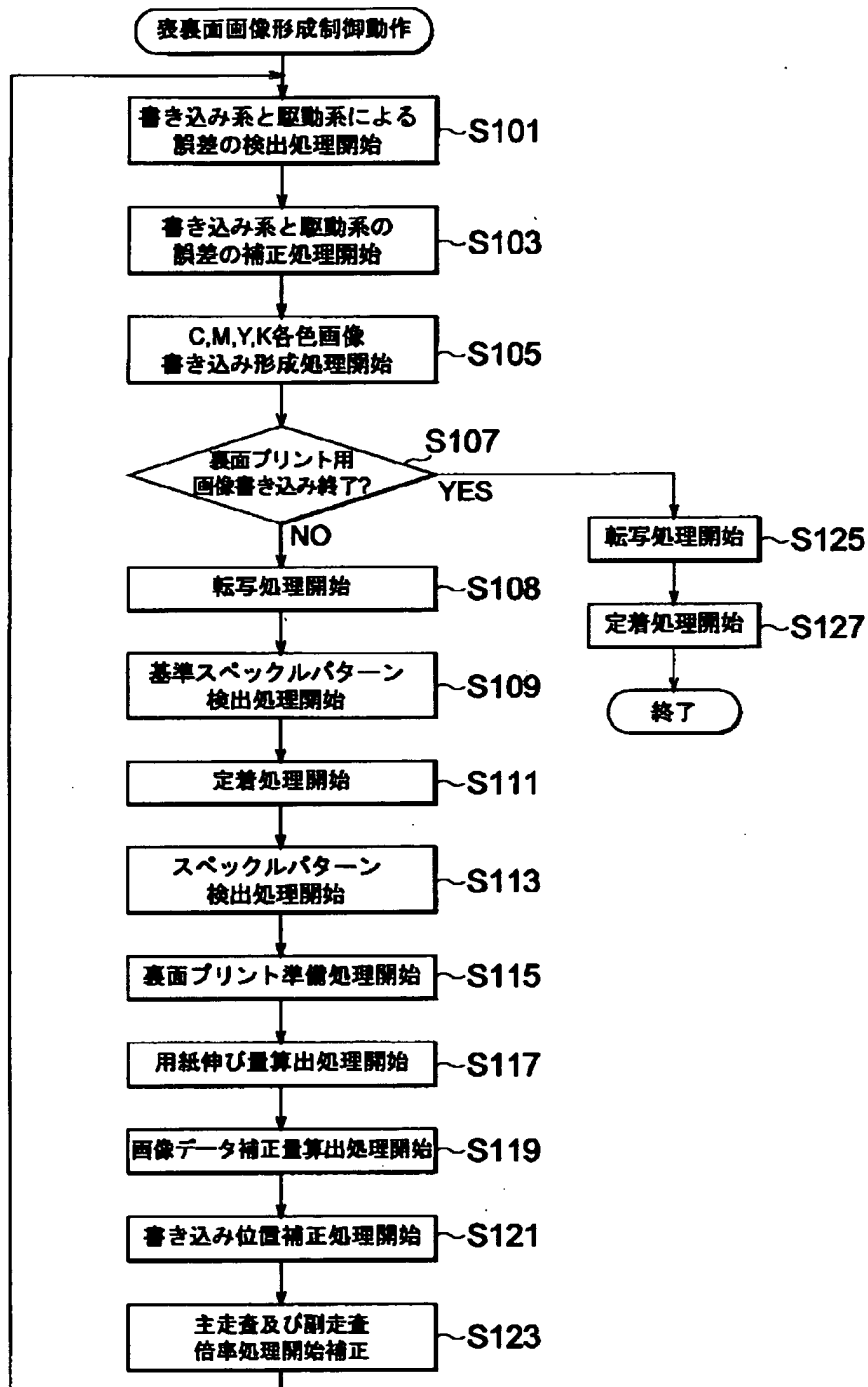 表裏面画像形成制御動作
書き込み系と駆動系による
誤差の検出処理開始
S101
書き込み系と駆動系の
誤差の補正処理開始
S103
C,M,Y,K各色画像
書き込み形成処理開始
S105
裏面プリント用
画像書き込み終了?
S107
YES
NO
転写処理開始
S125
定着処理開始
S127
終了
転写処理開始
S108
基準スペックルパターン
検出処理開始
S109
定着処理開始
S111
スペックルパターン
検出処理開始
S113
裏面プリント準備処理開始
S115
用紙伸び量算出処理開始
S117
画像データ補正量算出処理開始
S119
書き込み位置補正処理開始
S121
主走査及び副走査
倍率処理開始補正
S123